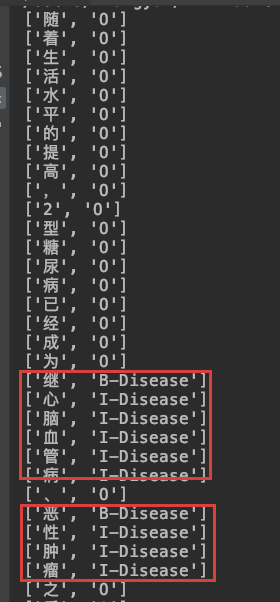 ['随', 'O']
['着', 'O']
['生', 'O']
['活', 'O']
['水', 'O']
['平', 'O']
['的', 'O']
['提', 'O']
['高', 'O']
['，', 'O']
['2', 'O']
['型', 'O']
['糖', 'O']
['尿', 'O']
['病', 'O']
['已', 'O']
['经', 'O']
['成', 'O']
['为', 'O']
['继', 'B-Disease']
['心', 'I-Disease']
['脑', 'I-Disease']
['血', 'I-Disease']
['管', 'I-Disease']
['病', 'I-Disease']
['、', 'O']
['恶', 'B-Disease']
['性', 'I-Disease']
['肿', 'I-Disease']
['瘤', 'I-Disease']
['之', 'O']